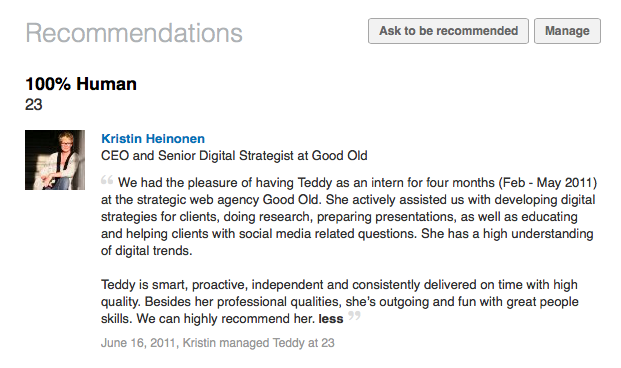 Recommendations
Ask to be recommended
Manage
100% Human
23
Kristin Heinonen
CEO and Senior Digital Strategist at Good Old
“ We had the pleasure of having Teddy as an intern for four months (Feb - May 2011)
at the strategic web agency Good Old. She actively assisted us with developing digital
strategies for clients, doing research, preparing presentations, as well as educating
and helping clients with social media related questions. She has a high understanding
of digital trends.
Teddy is smart, proactive, independent and consistently delivered on time with high
quality. Besides her professional qualities, she's outgoing and fun with great people
skills. We can highly recommend her. less ”
June 16, 2011, Kristin managed Teddy at 23